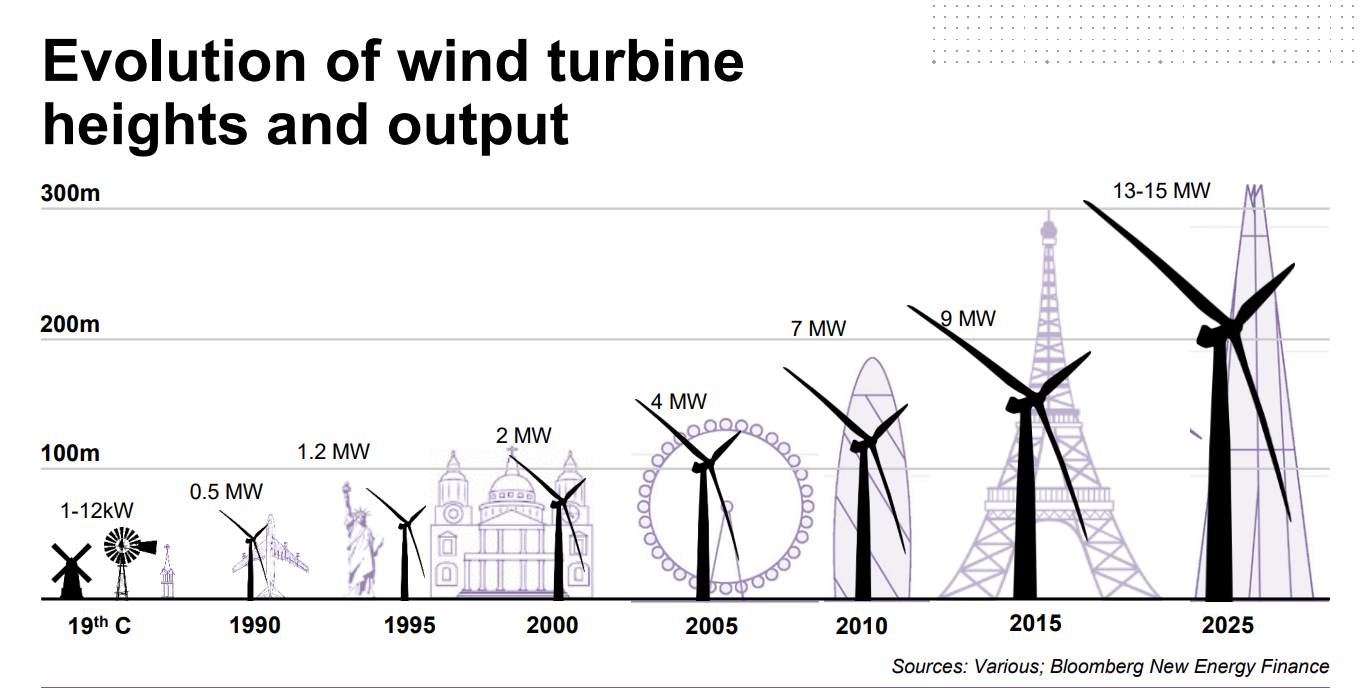 Evolution of wind turbine
heights and output
300m
13-15 MW
200m
7 MW
9 MW
4 MW
100m
1.2 MW
2 MW
0.5 MW
1-12kW
19th C
1990
1995
2000
2005
2010
2015
2025
Sources: Various; Bloomberg New Energy Finance